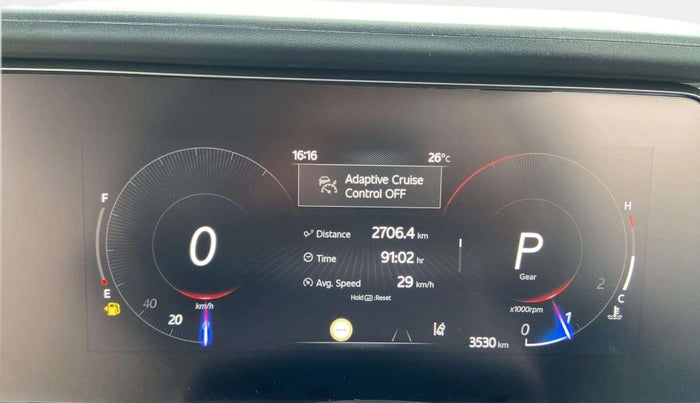 16:16 26°C
Adaptive Cruise
Control OFF
F
H
Distance 2706.4 km
0
P
Time 91:02 hr
Gear
Avg. Speed 29 km/h
Hold :Reset
E
C
40
2
km/h
x1000rpm
20
0
0 1
3530 km